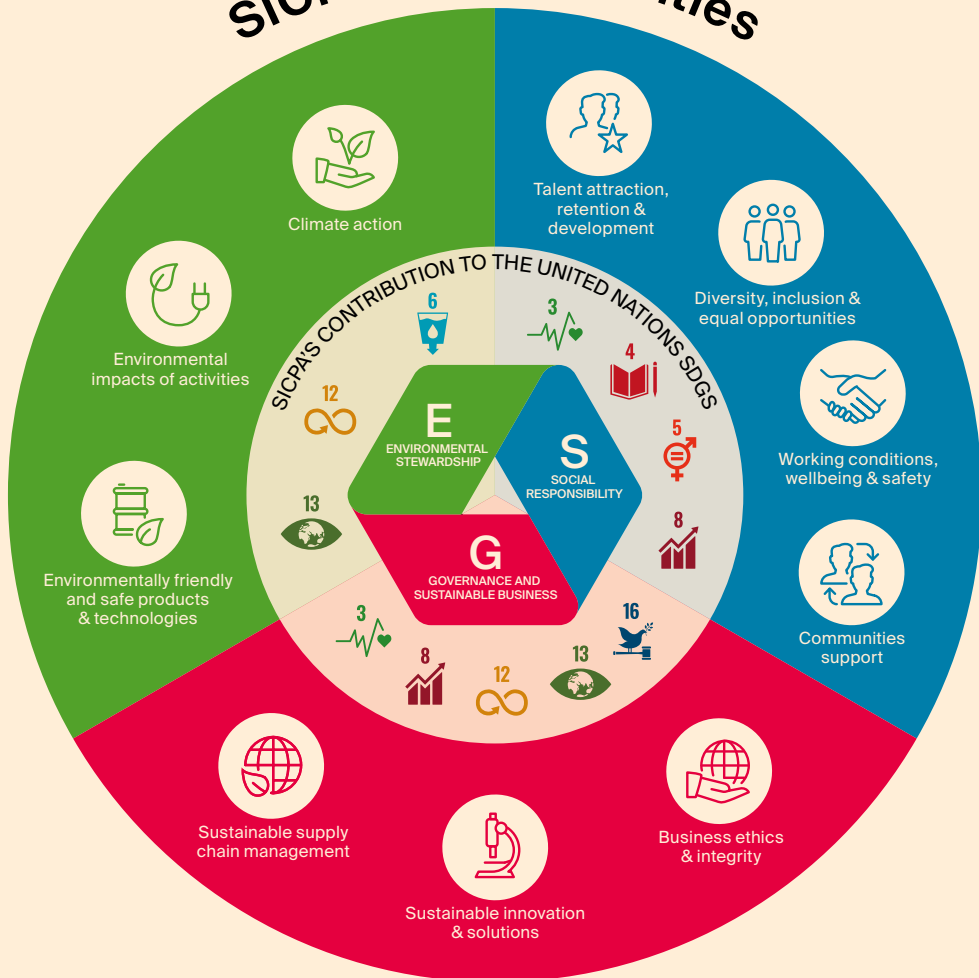 Climate action
Environmental
impacts of activities
Environmentally friendly
and safe products
& technologies
Talent attraction,
retention &
development
Diversity, inclusion &
equal opportunities
Working conditions,
wellbeing & safety
Communities
support
Business ethics
& integrity
Sustainable innovation
& solutions
Sustainable supply
chain management
SICPA'S CONTRIBUTION TO THE UNITED NATIONS SDGS
6
12
13
3
4
5
8
3
8
12
13
16
E
ENVIRONMENTAL
STEWARDSHIP
S
SOCIAL
RESPONSIBILITY
G
GOVERNANCE AND
SUSTAINABLE BUSINESS